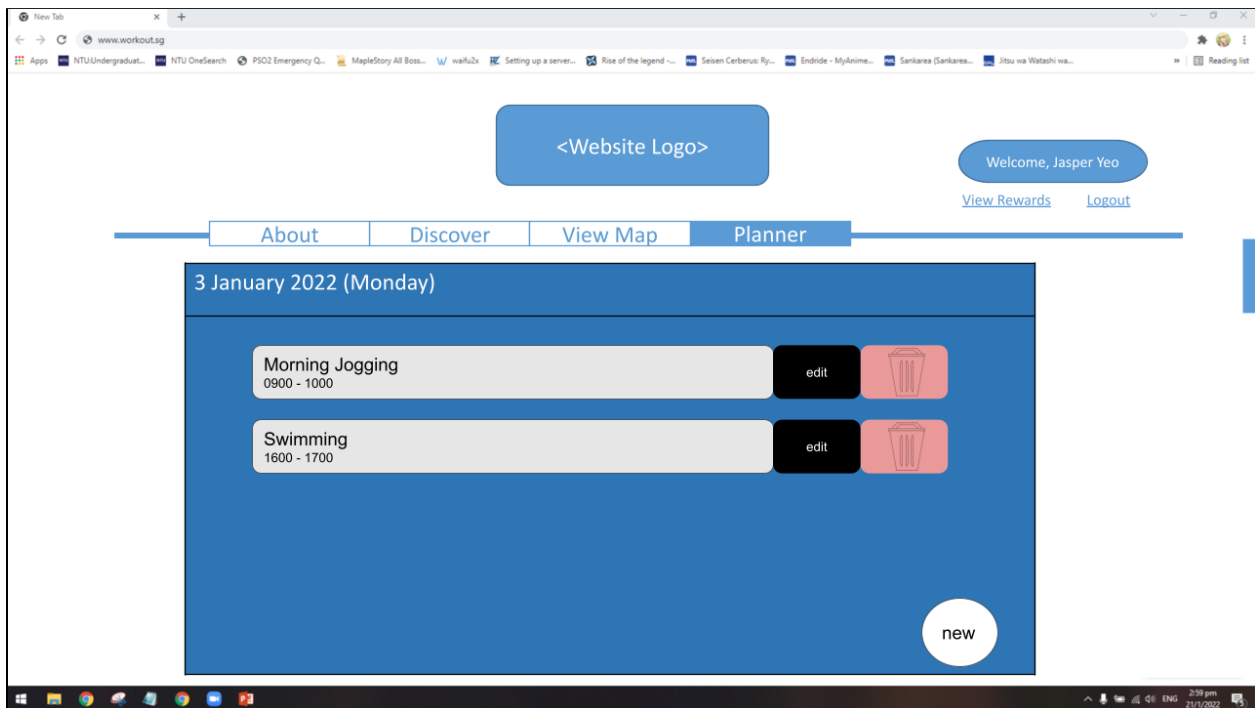 New Tab
www.workout.sg
Apps NTU.Undergraduat... NTU OneSearch PSO2 Emergency Q... MapleStory All Boss... waifu2x Setting up a server... Rise of the legend -... Seisen Cerberus: Ry... Endride - MyAnime... Sankarea (Sankarea... Jitsu wa Watashi wa... » Reading list
<Website Logo>
Welcome, Jasper Yeo
View Rewards Logout
About Discover View Map Planner
3 January 2022 (Monday)
Morning Jogging
0900 - 1000
edit
Swimming
1600 - 1700
edit
new
ENG
2:59 pm
21/1/2022